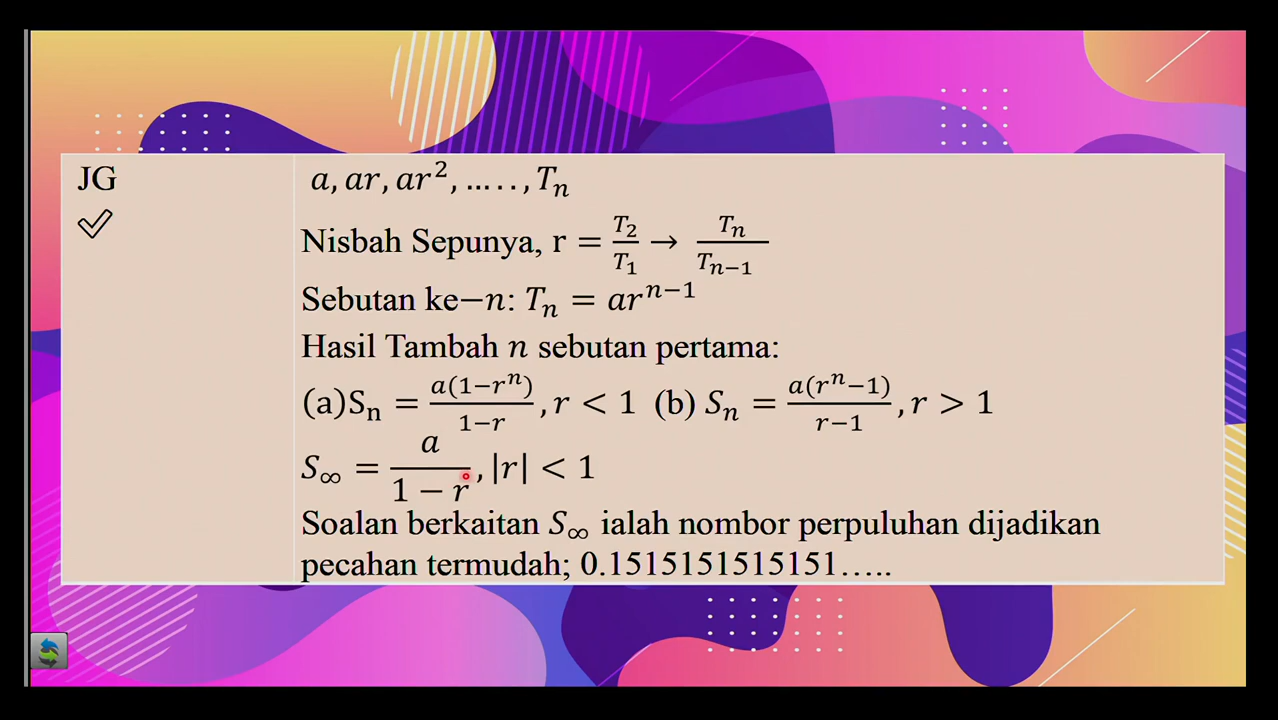 JG
a, ar, ar², ….., Tₙ
Nisbah Sepunya, r = T₂/T₁ → Tₙ/Tₙ₋₁
Sebutan ke−n: Tₙ = arⁿ⁻¹
Hasil Tambah n sebutan pertama:
(a)Sₙ = a(1−rⁿ)/1−r, r < 1 (b) Sₙ = a(rⁿ−1)/r−1, r > 1
S∞ = a/1 − r, |r| < 1
Soalan berkaitan S∞ ialah nombor perpuluhan dijadikan
pecahan termudah; 0.1515151515151…..